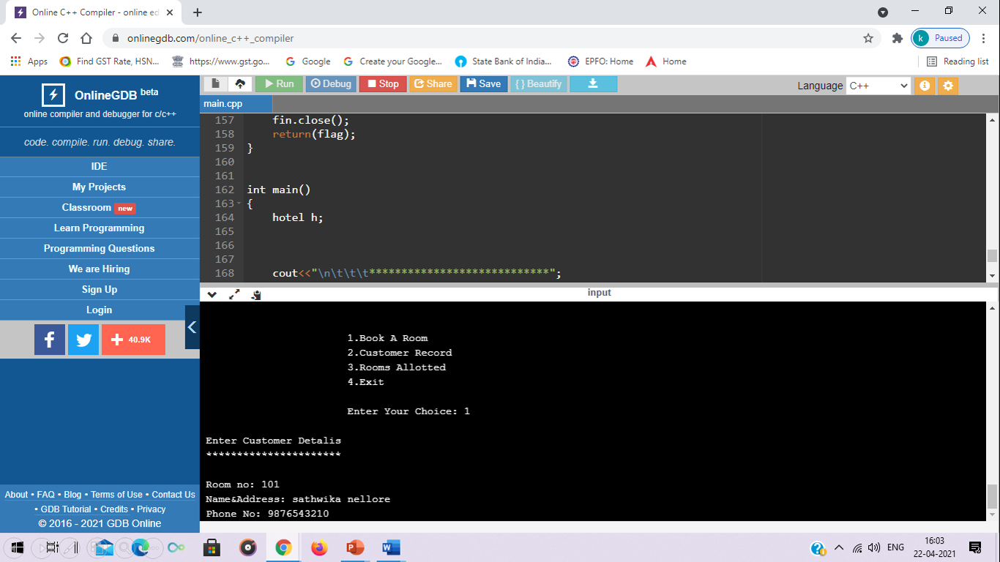 Online C++ Compiler - online ed
onlinegdb.com/online_c++_compiler
k Paused
Apps Find GST Rate, HSN... https://www.gst.go... Google Create your Google... State Bank of India... EPFO: Home Home Reading list
OnlineGDB beta
online compiler and debugger for c/c++
code. compile. run. debug. share.
IDE
My Projects
Classroom new
Learn Programming
Programming Questions
We are Hiring
Sign Up
Login
f + 40.9K
About • FAQ • Blog • Terms of Use • Contact Us
• GDB Tutorial • Credits • Privacy
© 2016 - 2021 GDB Online
Run Debug Stop Share Save { } Beautify
Language C++
main.cpp
157 fin.close();
158 return(flag);
159 }
160
161
162 int main()
163 {
164 hotel h;
165
166
167
168 cout<<"\n\t\t\t****************************";
input
1.Book A Room
2.Customer Record
3.Rooms Allotted
4.Exit
Enter Your Choice: 1
Enter Customer Detalis
**********************
Room no: 101
Name&Address: sathwika nellore
Phone No: 9876543210
ENG
16:03
22-04-2021